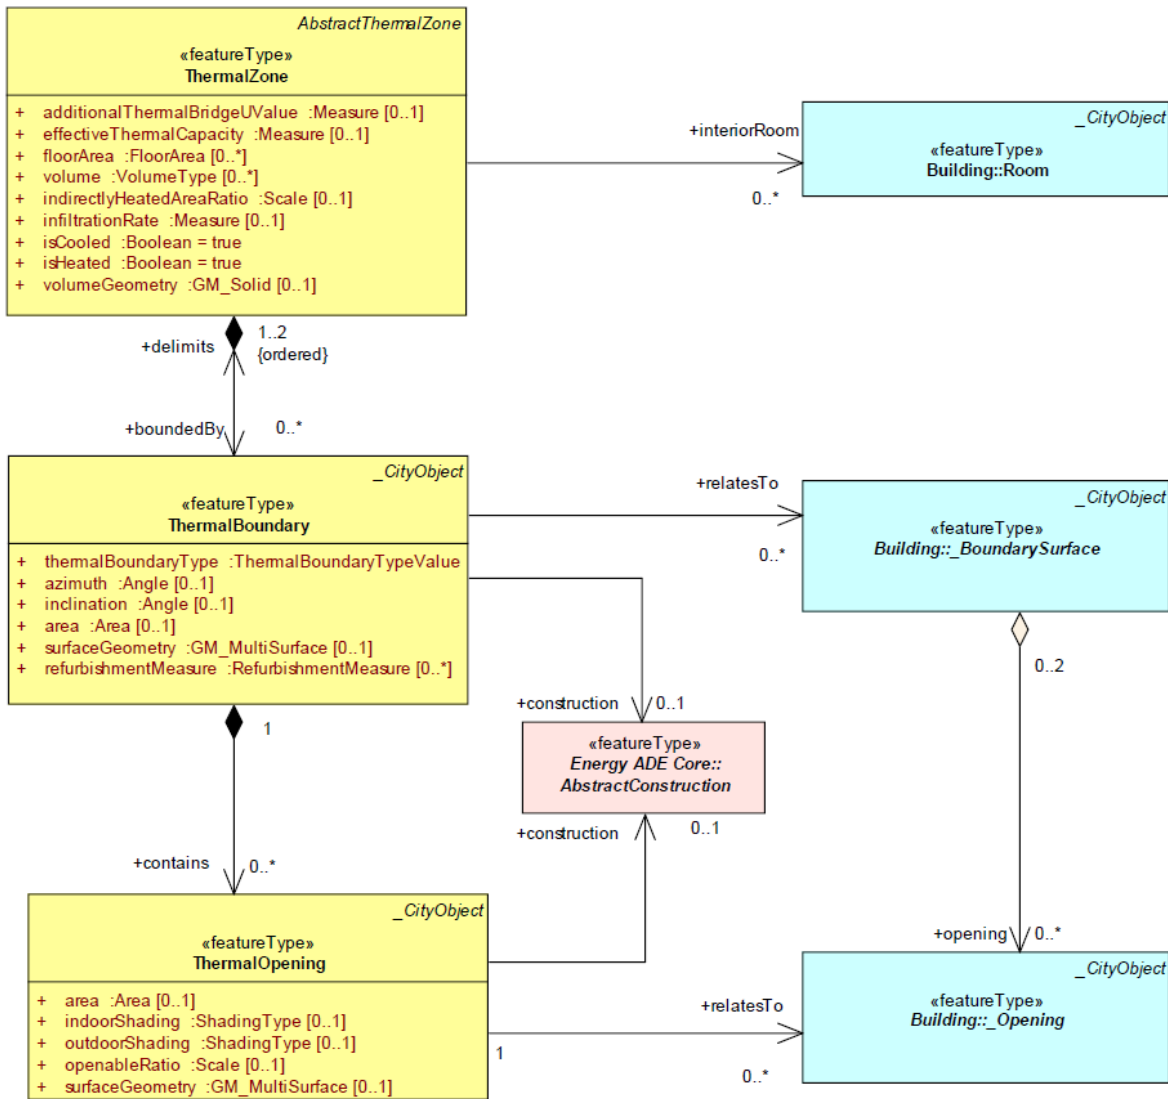 AbstractThermalZone
«featureType»
ThermalZone
+ additionalThermalBridgeUValue :Measure [0..1]
+ effectiveThermalCapacity :Measure [0..1]
+ floorArea :FloorArea [0..*]
+ volume :VolumeType [0..*]
+ indirectlyHeatedAreaRatio :Scale [0..1]
+ infiltrationRate :Measure [0..1]
+ isCooled :Boolean = true
+ isHeated :Boolean = true
+ volumeGeometry :GM_Solid [0..1]
+interiorRoom
0..*
_CityObject
«featureType»
Building::Room
+delimits
1..2
{ordered}
+boundedBy
0..*
_CityObject
«featureType»
ThermalBoundary
+ thermalBoundaryType :ThermalBoundaryTypeValue
+ azimuth :Angle [0..1]
+ inclination :Angle [0..1]
+ area :Area [0..1]
+ surfaceGeometry :GM_MultiSurface [0..1]
+ refurbishmentMeasure :RefurbishmentMeasure [0..*]
+relatesTo
0..*
_CityObject
«featureType»
Building::_BoundarySurface
0..2
1
+construction
0..1
«featureType»
Energy ADE Core::
AbstractConstruction
+construction
0..1
+contains
0..*
+opening
0..*
_CityObject
«featureType»
ThermalOpening
+ area :Area [0..1]
+ indoorShading :ShadingType [0..1]
+ outdoorShading :ShadingType [0..1]
+ openableRatio :Scale [0..1]
+ surfaceGeometry :GM_MultiSurface [0..1]
+relatesTo
1
0..*
_CityObject
«featureType»
Building::_Opening